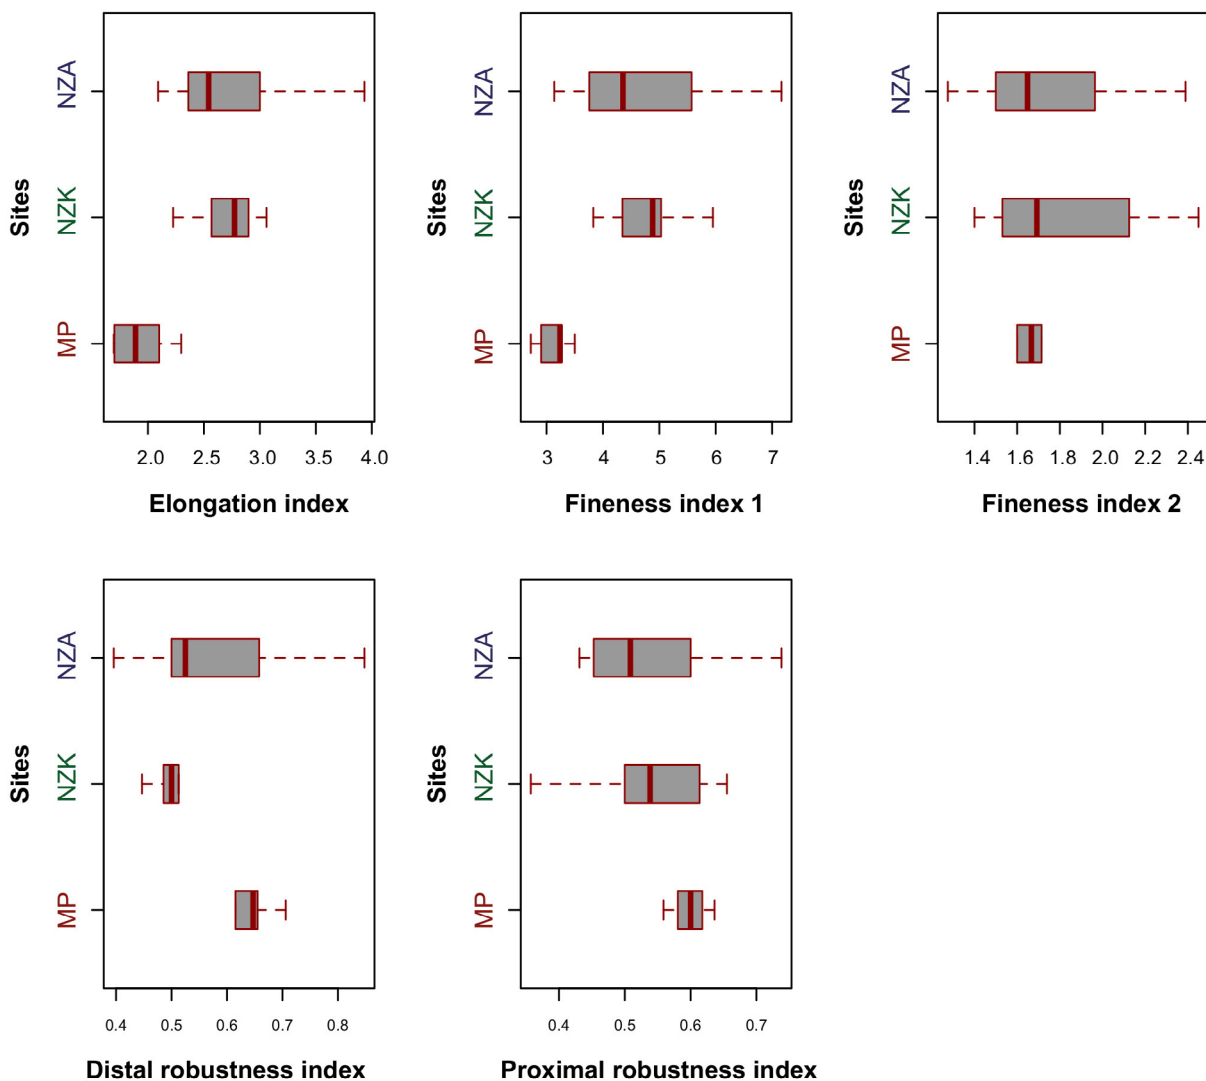 Sites
NZA
NZK
MP
2.0 2.5 3.0 3.5 4.0
Elongation index
Sites
NZA
NZK
MP
3 4 5 6 7
Fineness index 1
Sites
NZA
NZK
MP
1.4 1.6 1.8 2.0 2.2 2.4
Fineness index 2
Sites
NZA
NZK
MP
0.4 0.5 0.6 0.7 0.8
Distal robustness index
Sites
NZA
NZK
MP
0.4 0.5 0.6 0.7
Proximal robustness index